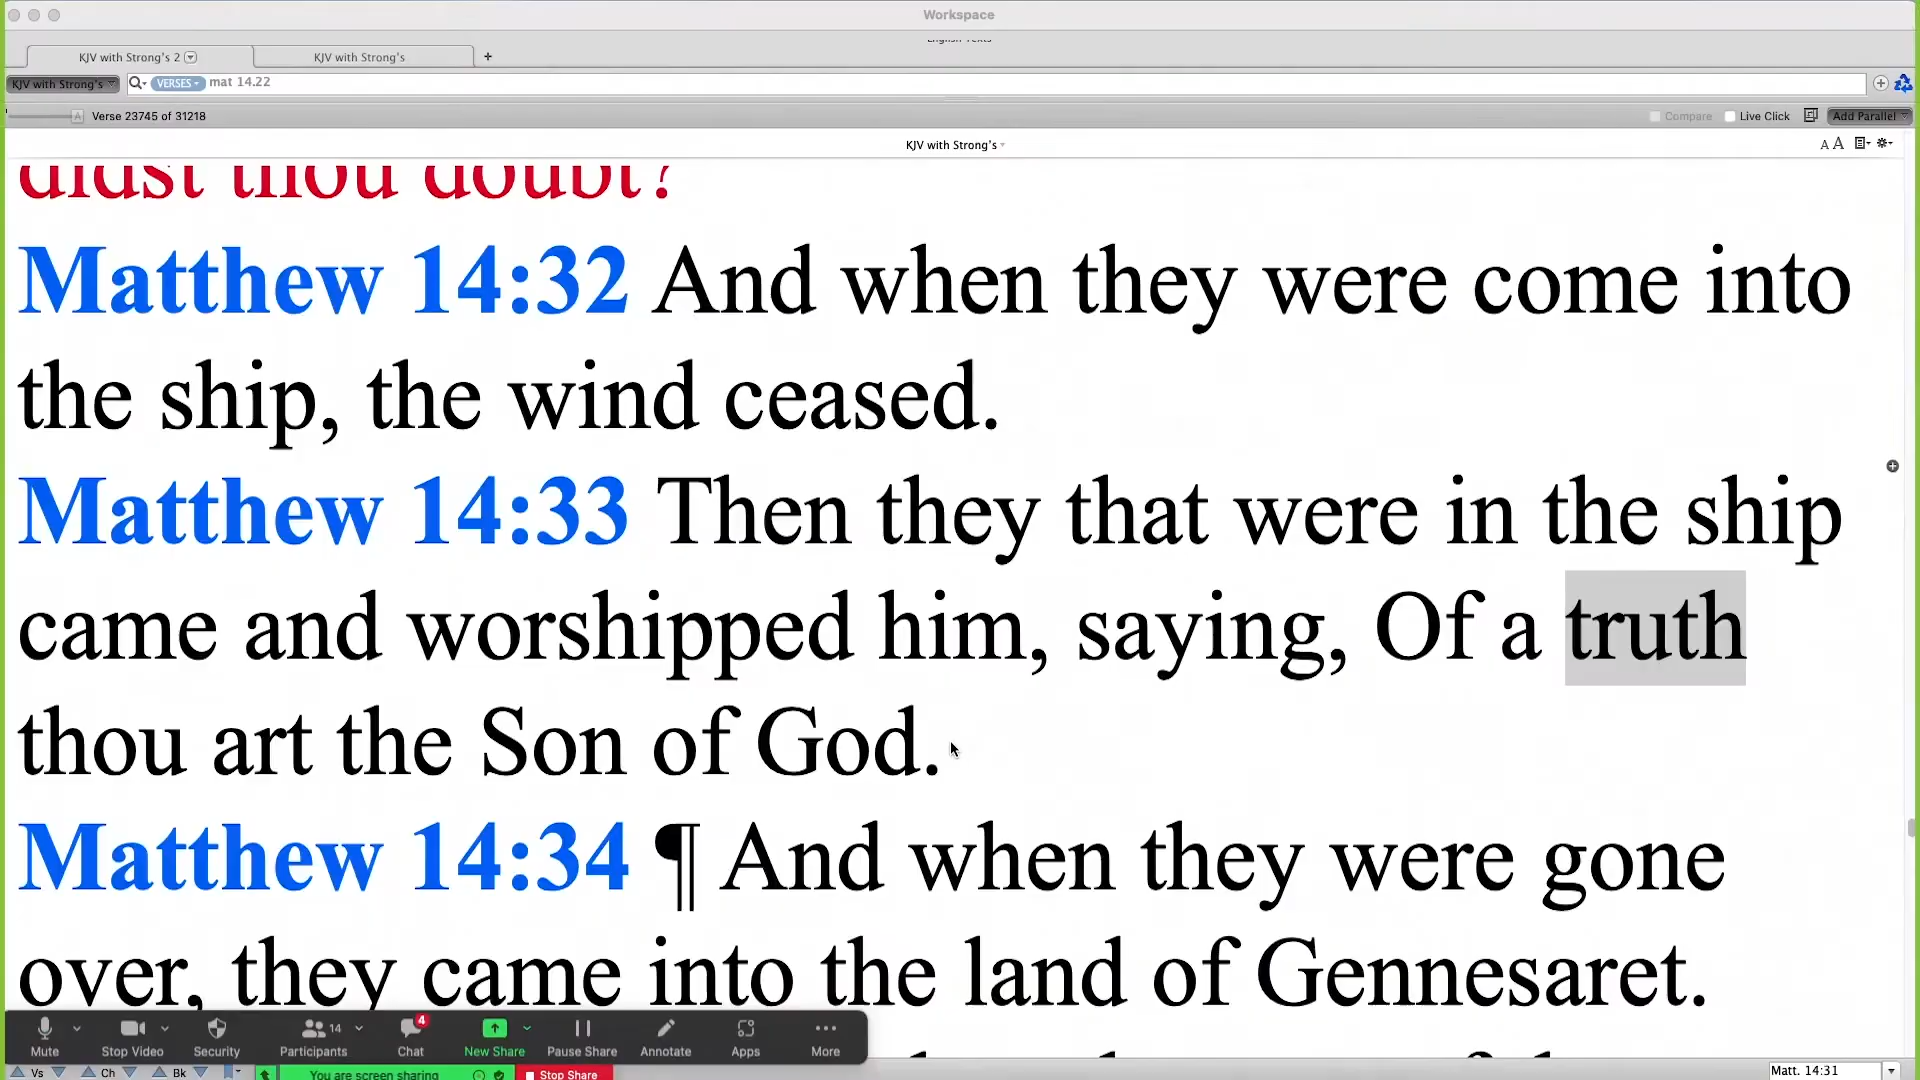 Workspace
English Texts
KJV with Strong's 2
KJV with Strong's
+
KJV with Strong's
VERSES
mat 14.22
A
Verse 23745 of 31218
Compare
Live Click
Add Parallel
KJV with Strong's
A A
didst thou doubt?
Matthew 14:32 And when they were come into
the ship, the wind ceased.
Matthew 14:33 Then they that were in the ship
came and worshipped him, saying, Of a truth
thou art the Son of God.
Matthew 14:34 ¶ And when they were gone
over, they came into the land of Gennesaret.
Mute
Stop Video
Security
14
Participants
4
Chat
New Share
Pause Share
Annotate
Apps
More
Vs
Ch
Bk
You are screen sharing
Stop Share
Matt. 14:31